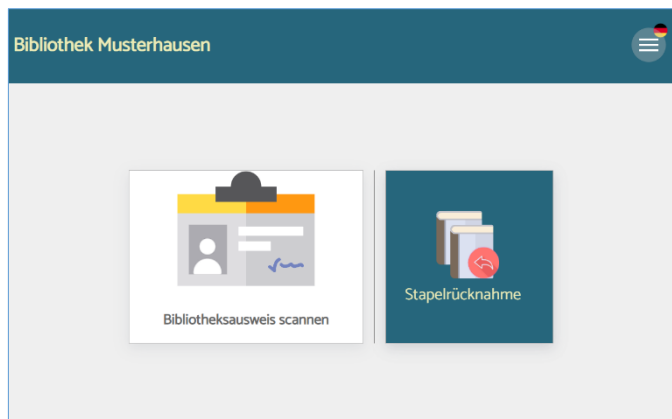 Bibliothek Musterhausen
Bibliotheksausweis scannen
Stapelrücknahme